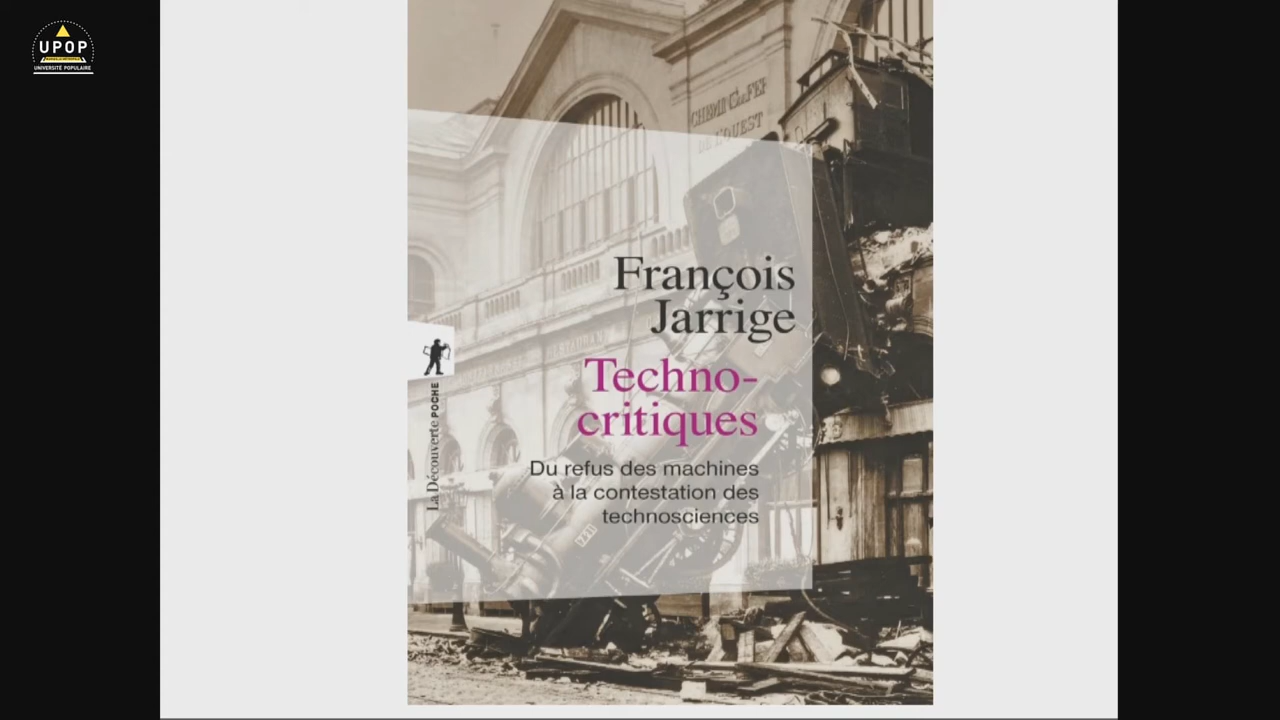 UPOP
UNIVERSITÉ POPULAIRE
CHEMINS de FER
DE L'OUEST
François
Jarrige
Techno-
critiques
Du refus des machines
à la contestation des
technosciences
La Découverte POCHE